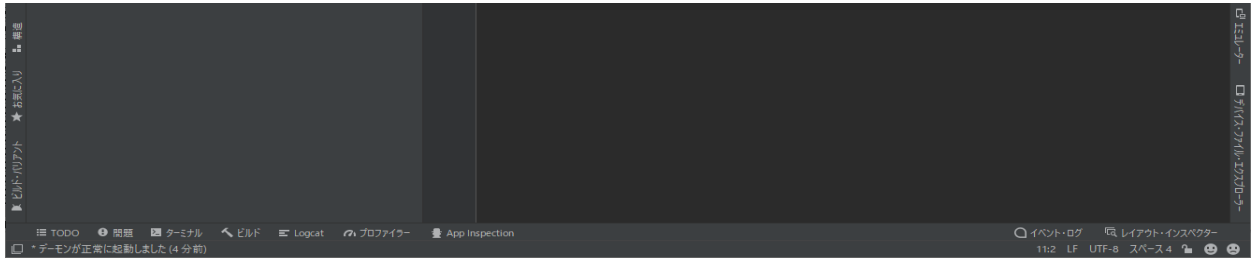 構造
お気に入り
ビルド・バリアント
エミュレーター
デバイス・ファイル・エクスプローラー
TODO 問題 ターミナル ビルド Logcat プロファイラー App Inspection イベント・ログ レイアウト・インスペクター
* デーモンが正常に起動しました (4 分前) 11:2 LF UTF-8 スペース 4